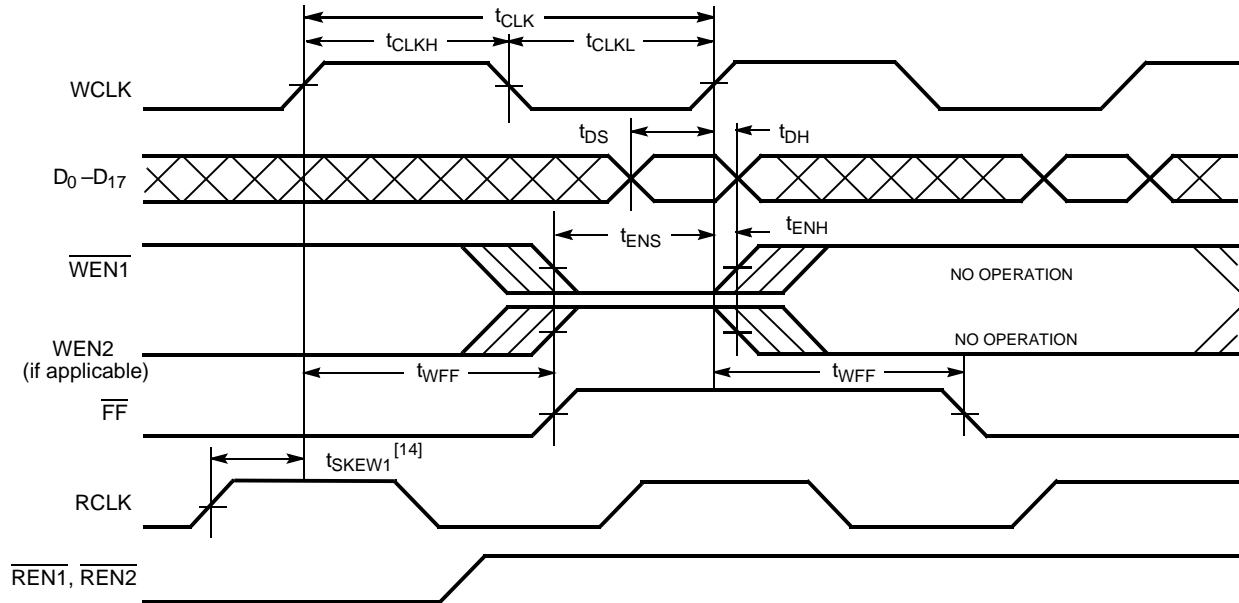 tCLK
tCLKH
tCLKL
WCLK
tDS
tDH
D0 –D17
tENS
tENH
WEN1
NO OPERATION
WEN2
(if applicable)
NO OPERATION
tWFF
tWFF
FF
tSKEW1[14]
RCLK
REN1, REN2